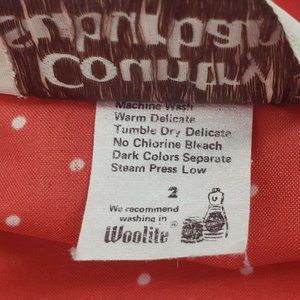 Machine Wash
Warm Delicate
Tumble Dry Delicate
No Chlorine Bleach
Dark Colors Separate
Steam Press Low
2
We recommend
washing in
Woolite®